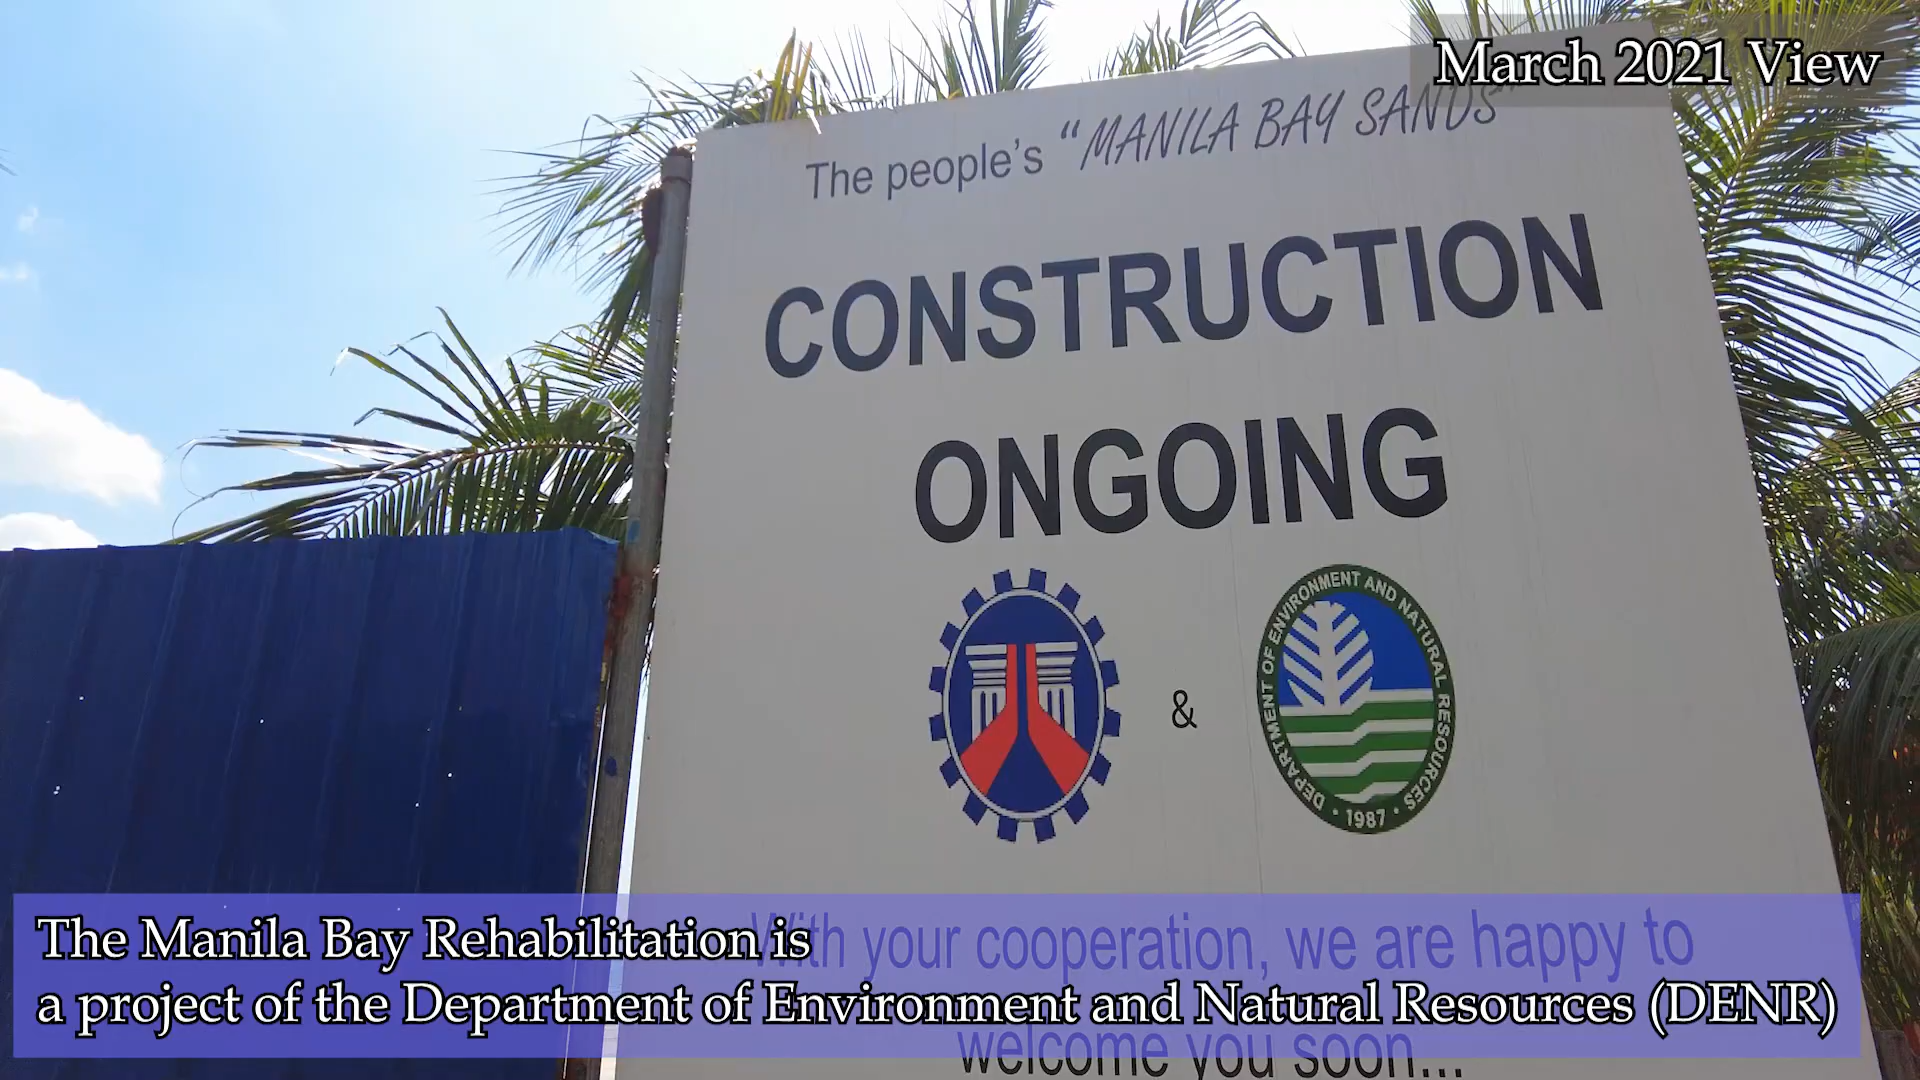 March 2021 View
The people's "MANILA BAY SANDS"
CONSTRUCTION
ONGOING
&
DEPARTMENT OF ENVIRONMENT AND NATURAL RESOURCES
1987
With your cooperation, we are happy to
welcome you soon...
The Manila Bay Rehabilitation is
a project of the Department of Environment and Natural Resources (DENR)